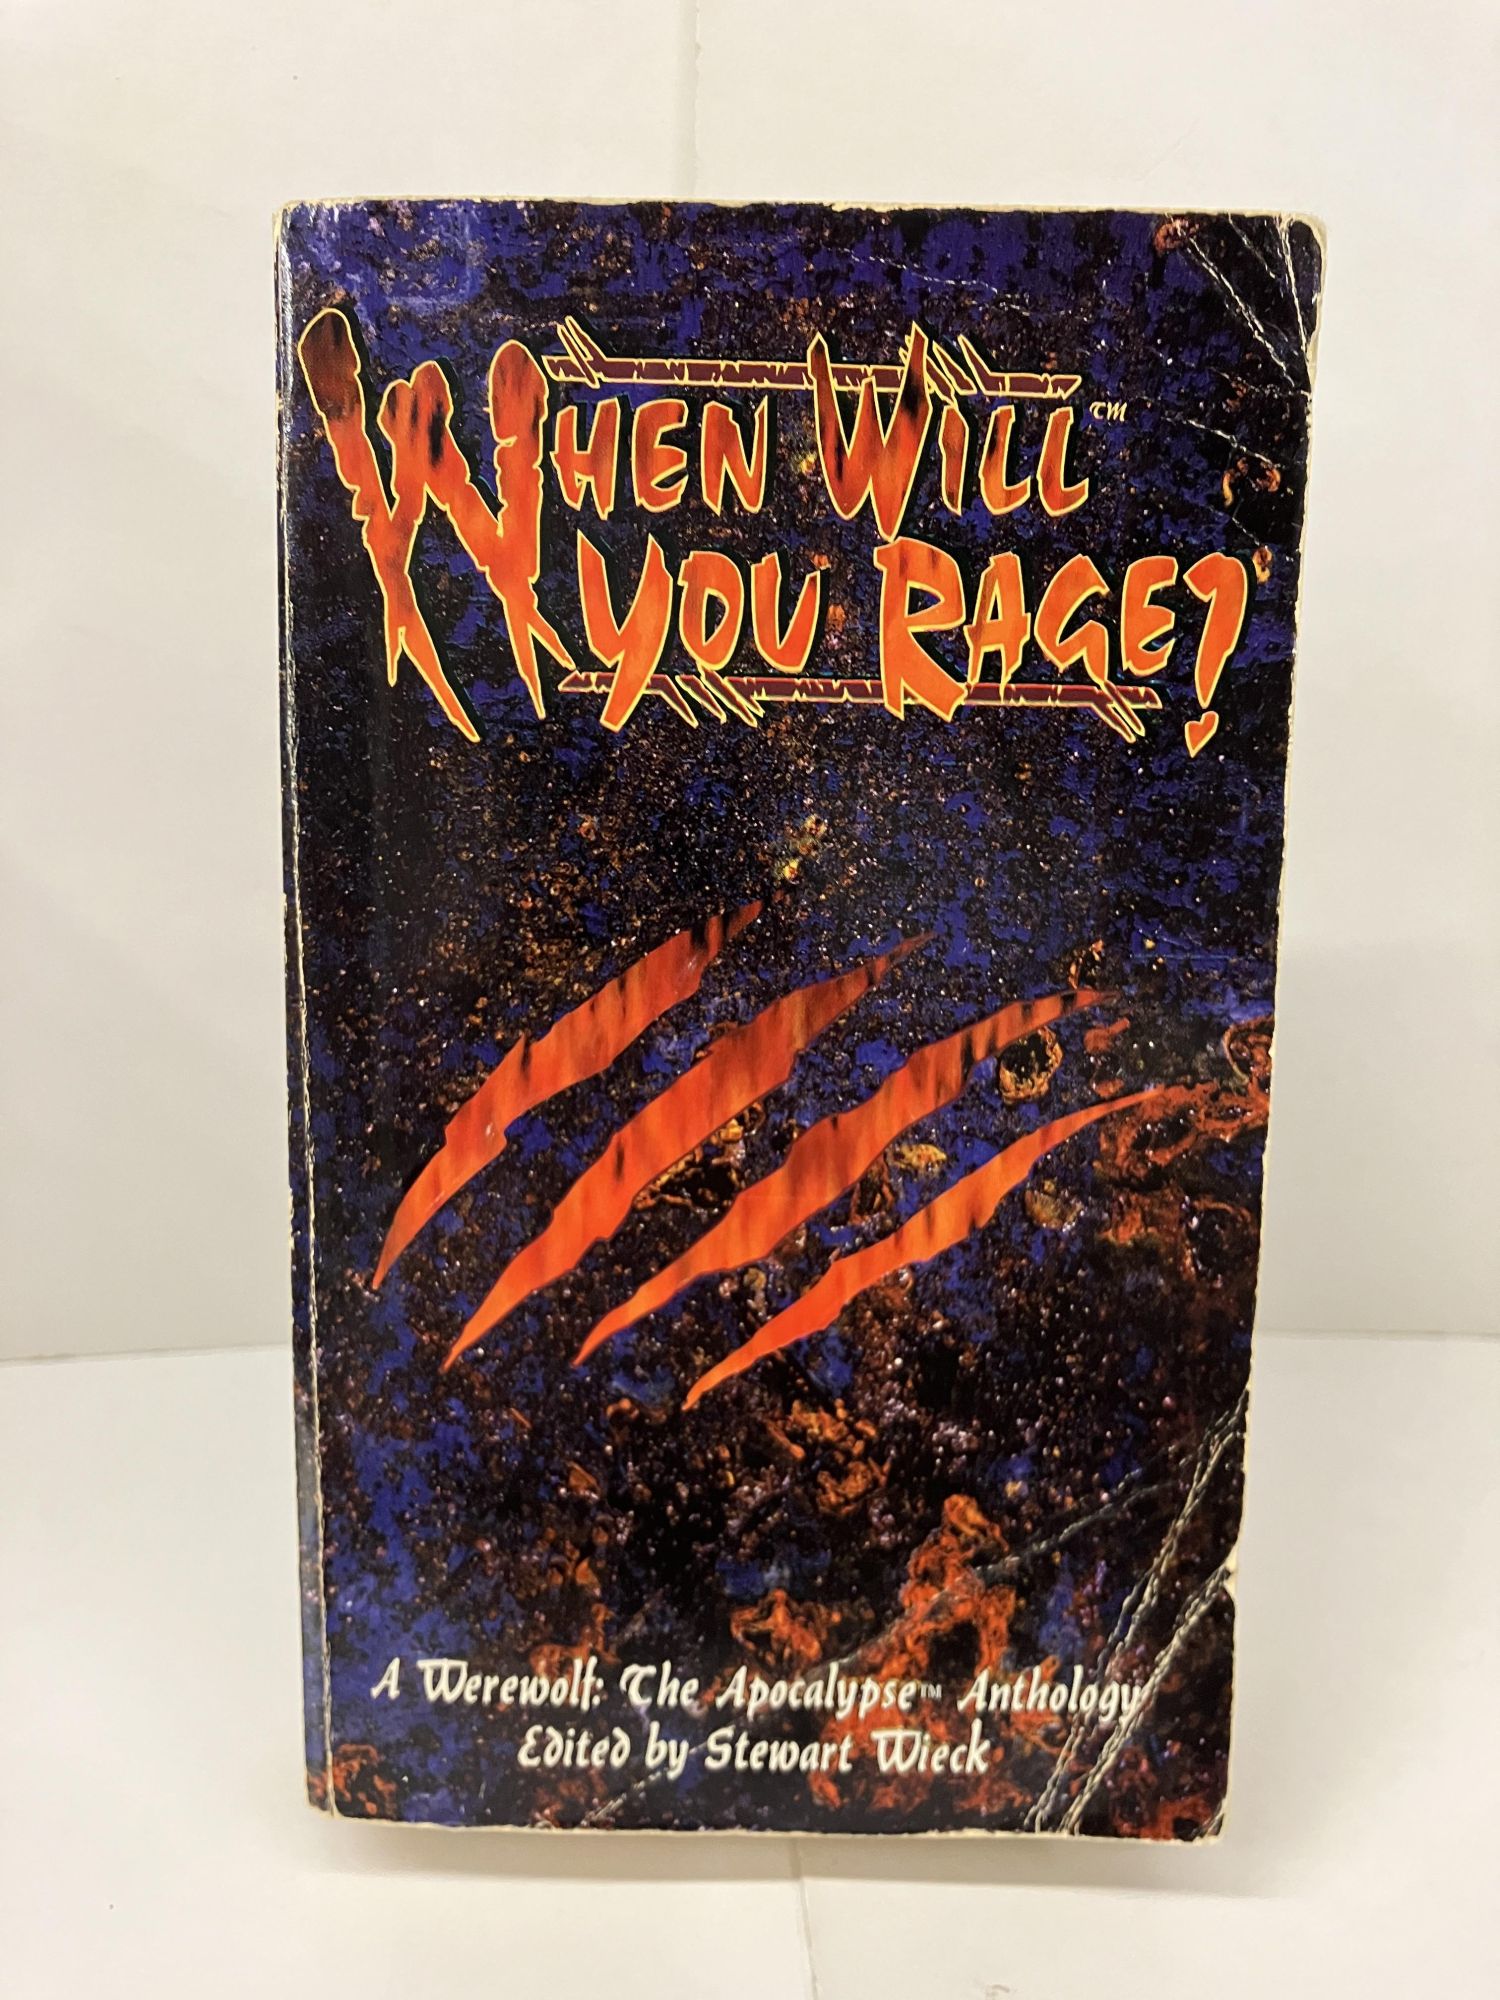 When Will™
You Rage?
A Werewolf: The Apocalypse™ Anthology
Edited by Stewart Wieck